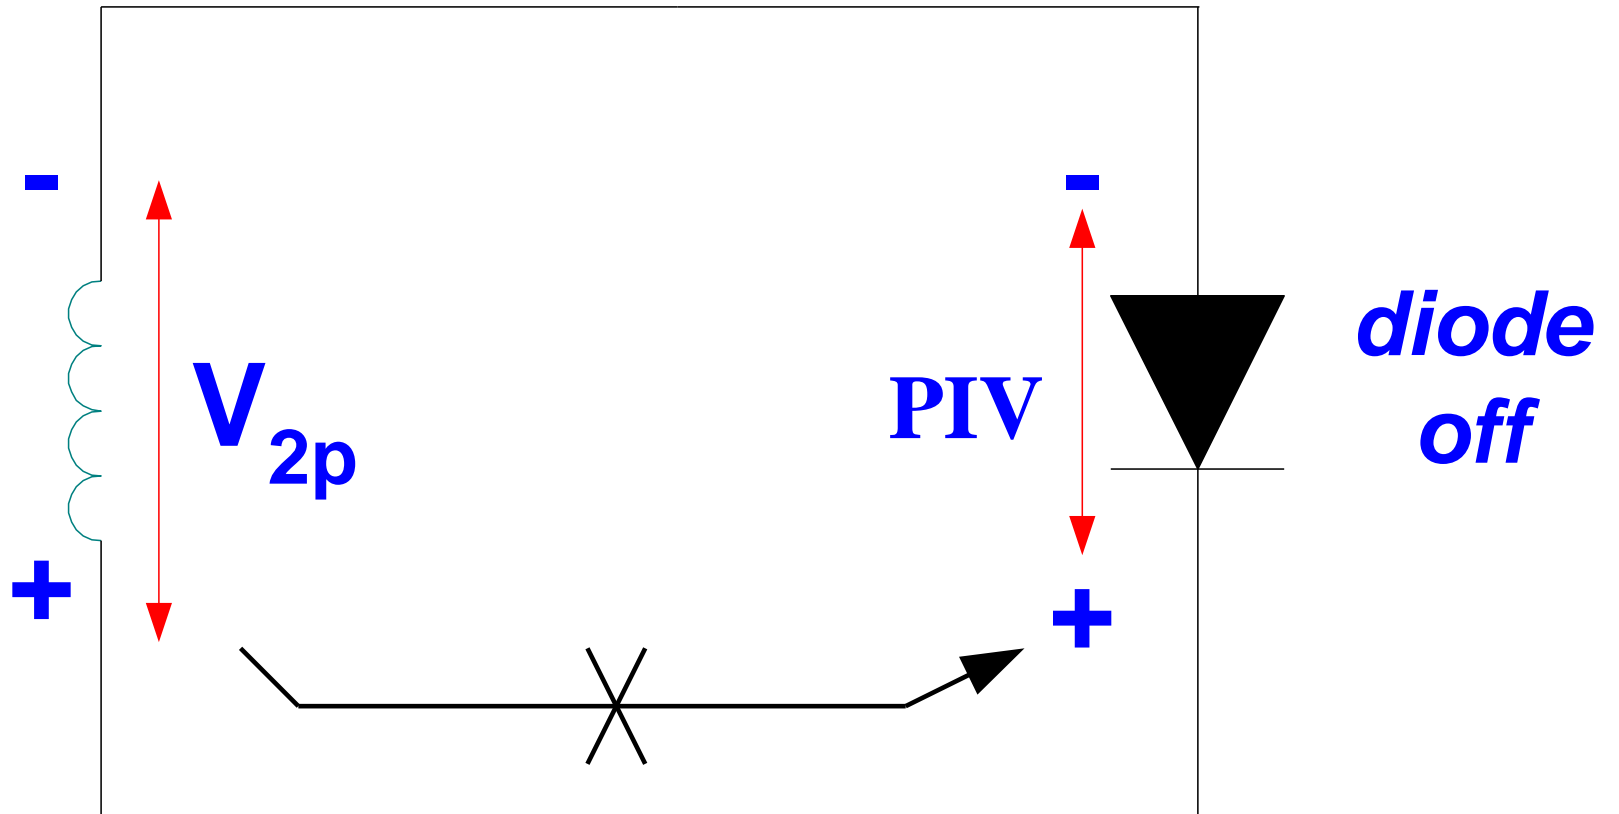 - -
V2p
PIV
diode
off
+ +